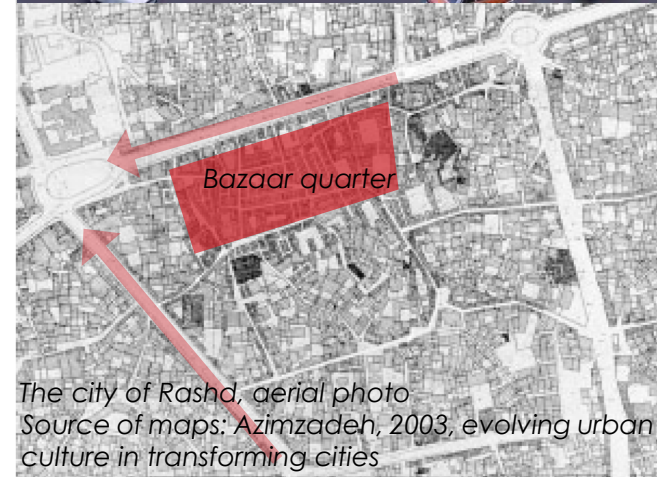 Bazaar quarter
The city of Rashd, aerial photo
Source of maps: Azimzadeh, 2003, evolving urban
culture in transforming cities